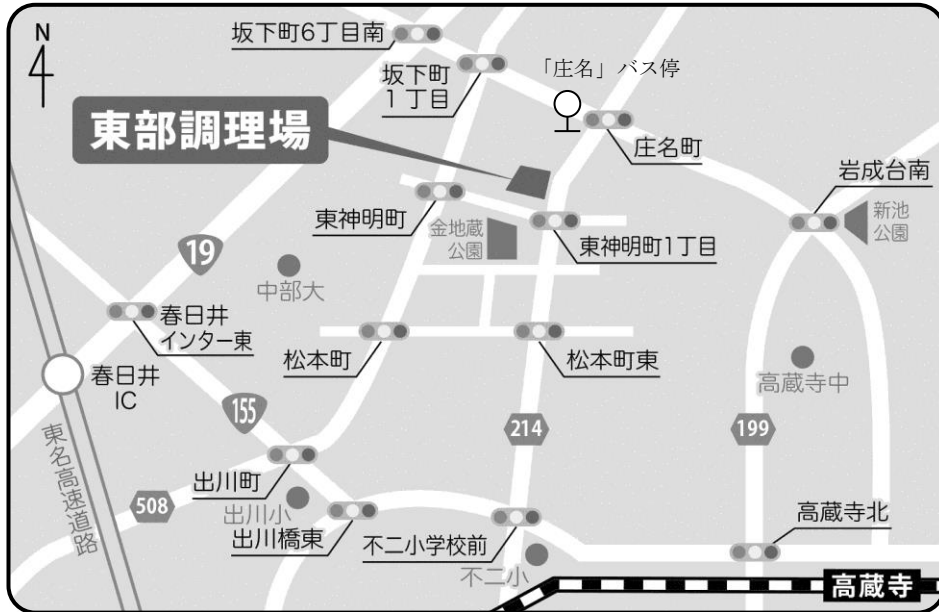 N
坂下町6丁目南
坂下町
1丁目
「庄名」バス停
東部調理場
庄名町
岩成台南
新池
公園
東神明町
金地蔵
公園
東神明町1丁目
19
中部大
春日井
インター東
松本町
松本町東
春日井
IC
高蔵寺中
155
214
199
東名高速道路
508
出川町
出川小
出川橋東
不二小学校前
高蔵寺北
不二小
高蔵寺